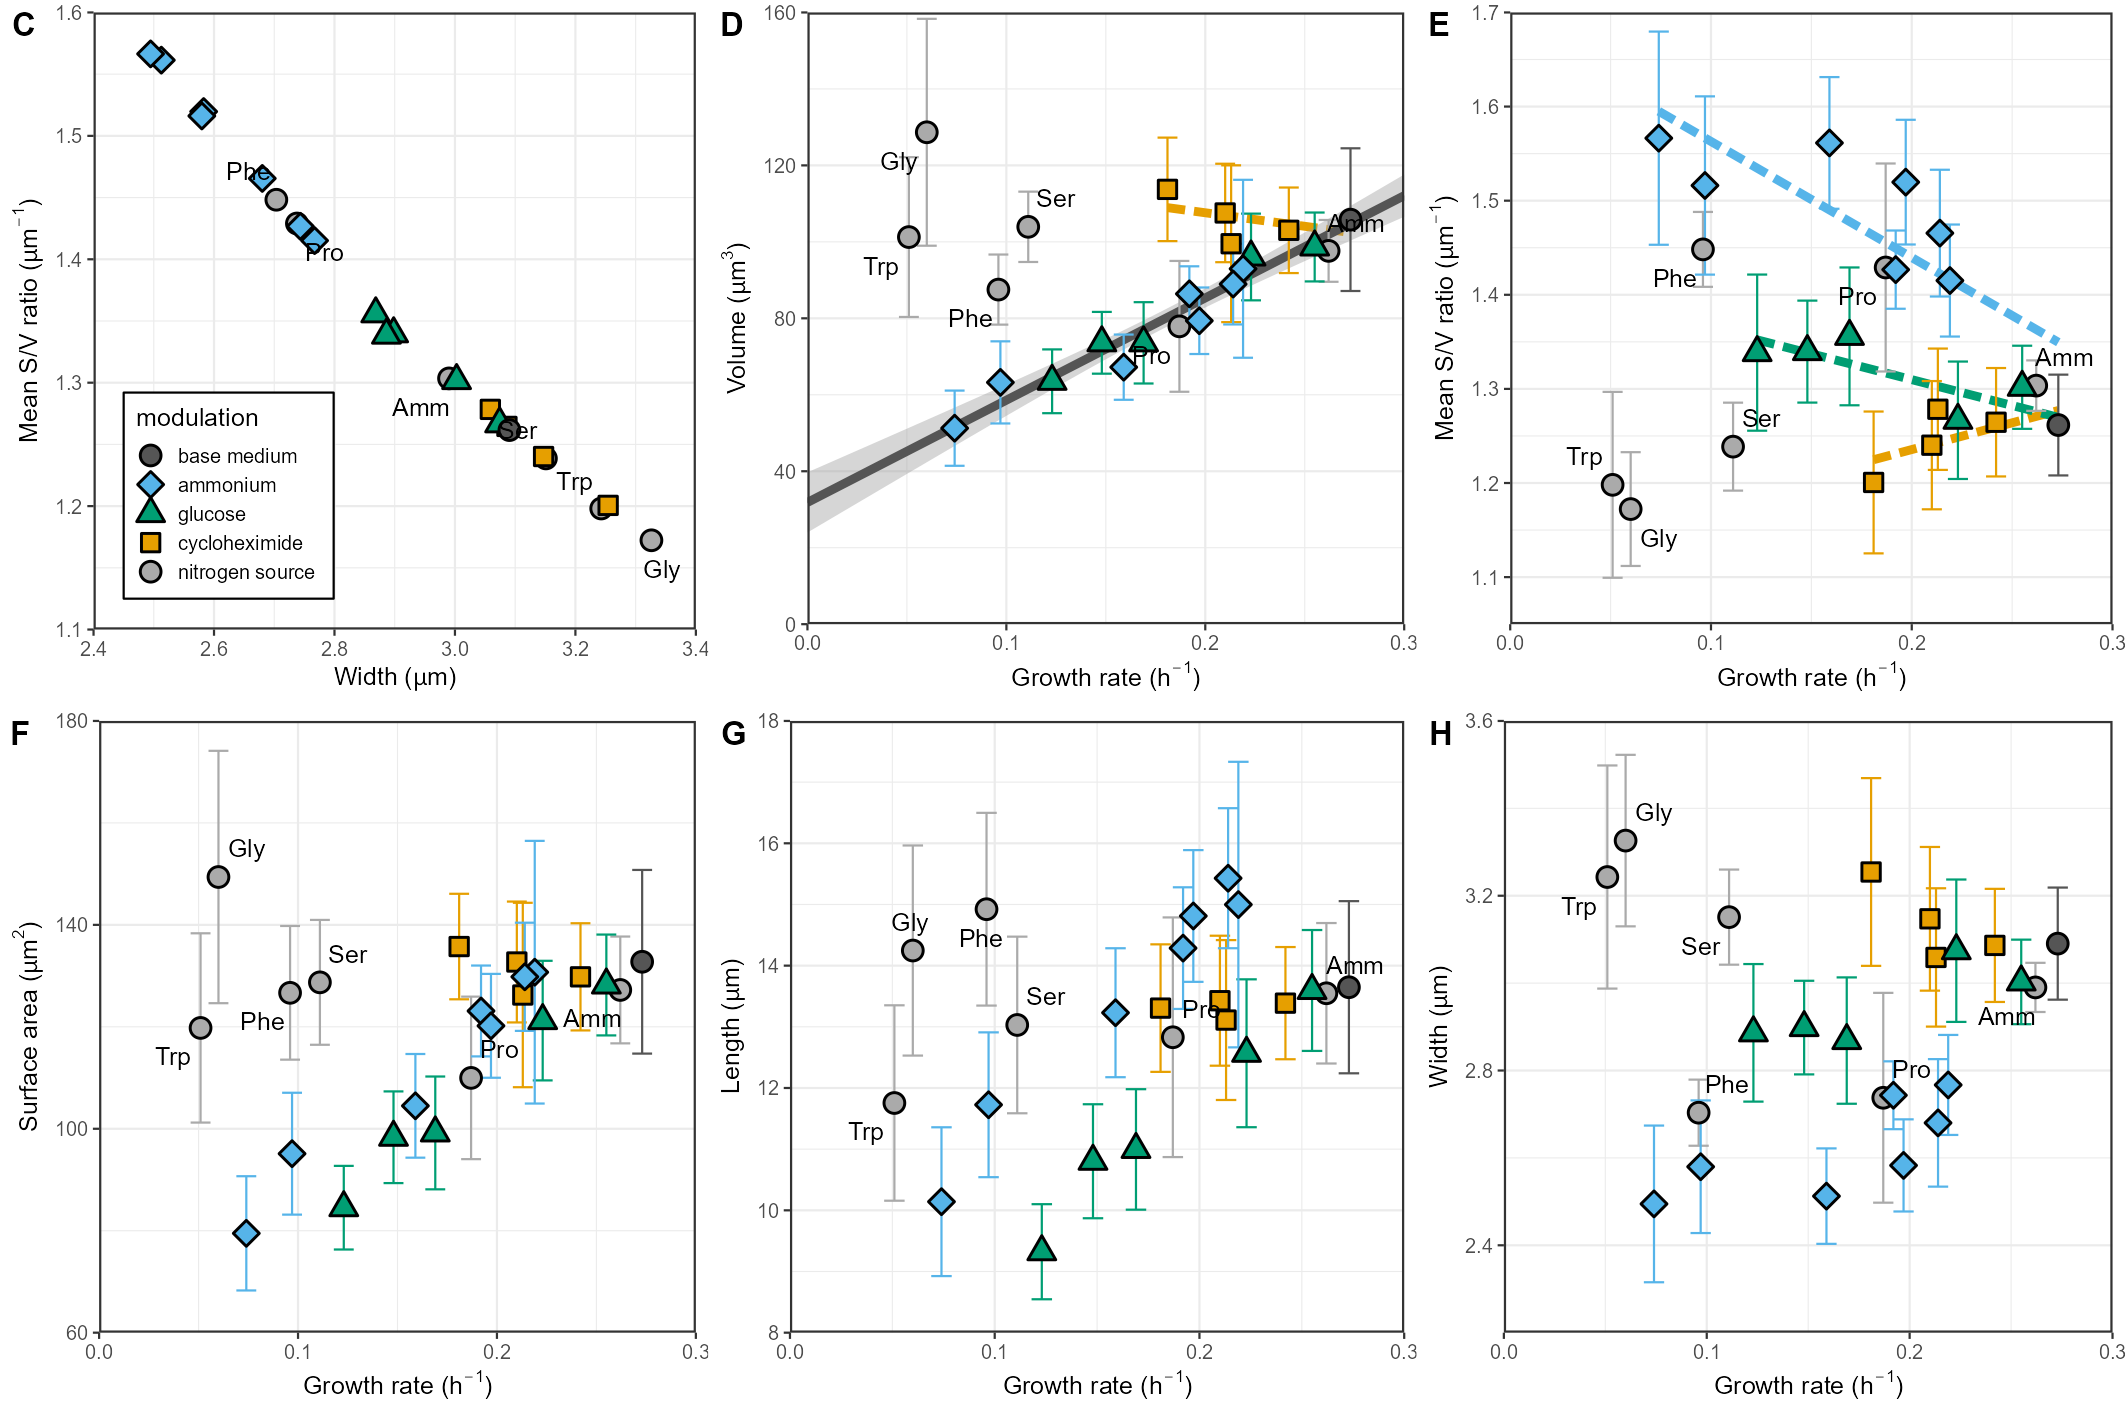 C
1.6
1.5
1.4
1.3
1.2
1.1
2.4 2.6 2.8 3.0 3.2 3.4
Mean S/V ratio (µm⁻¹)
Width (µm)
Phe
Pro
Amm
Ser
Trp
Gly
modulation
base medium
ammonium
glucose
cycloheximide
nitrogen source
D
160
120
80
40
0
0.0 0.1 0.2 0.3
Volume (µm³)
Growth rate (h⁻¹)
Gly
Ser
Amm
Trp
Phe
Pro
E
1.7
1.6
1.5
1.4
1.3
1.2
1.1
0.0 0.1 0.2 0.3
Mean S/V ratio (µm⁻¹)
Growth rate (h⁻¹)
Phe
Pro
Amm
Ser
Trp
Gly
F
180
140
100
60
0.0 0.1 0.2 0.3
Surface area (µm²)
Growth rate (h⁻¹)
Gly
Ser
Phe
Amm
Pro
Trp
G
18
16
14
12
10
8
0.0 0.1 0.2 0.3
Length (µm)
Growth rate (h⁻¹)
Gly
Phe
Amm
Ser
Pro
Trp
H
3.6
3.2
2.8
2.4
0.0 0.1 0.2 0.3
Width (µm)
Growth rate (h⁻¹)
Gly
Trp
Ser
Amm
Pro
Phe